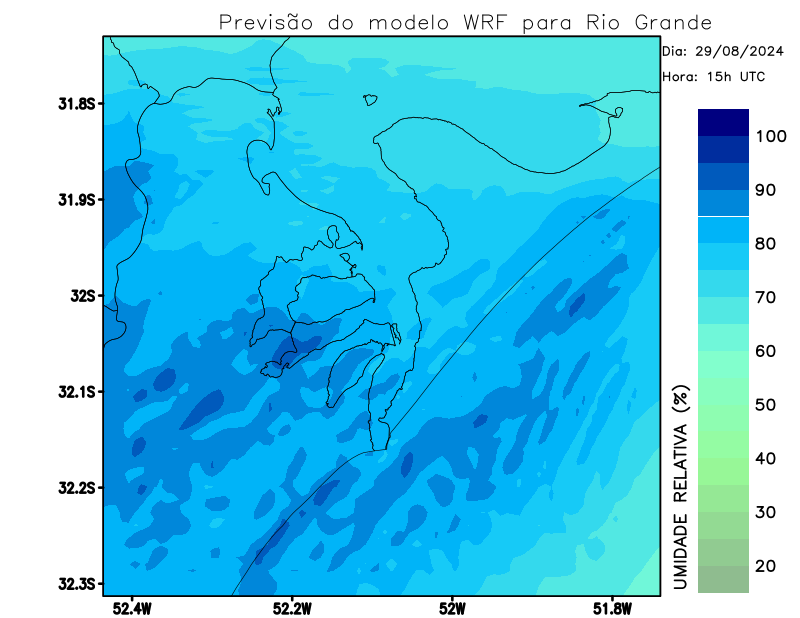 Previsão do modelo WRF para Rio Grande
Dia: 29/08/2024
Hora: 15h UTC
31.8S
31.9S
32S
32.1S
32.2S
32.3S
52.4W
52.2W
52W
51.8W
100
90
80
70
60
50
40
30
20
UMIDADE RELATIVA (%)